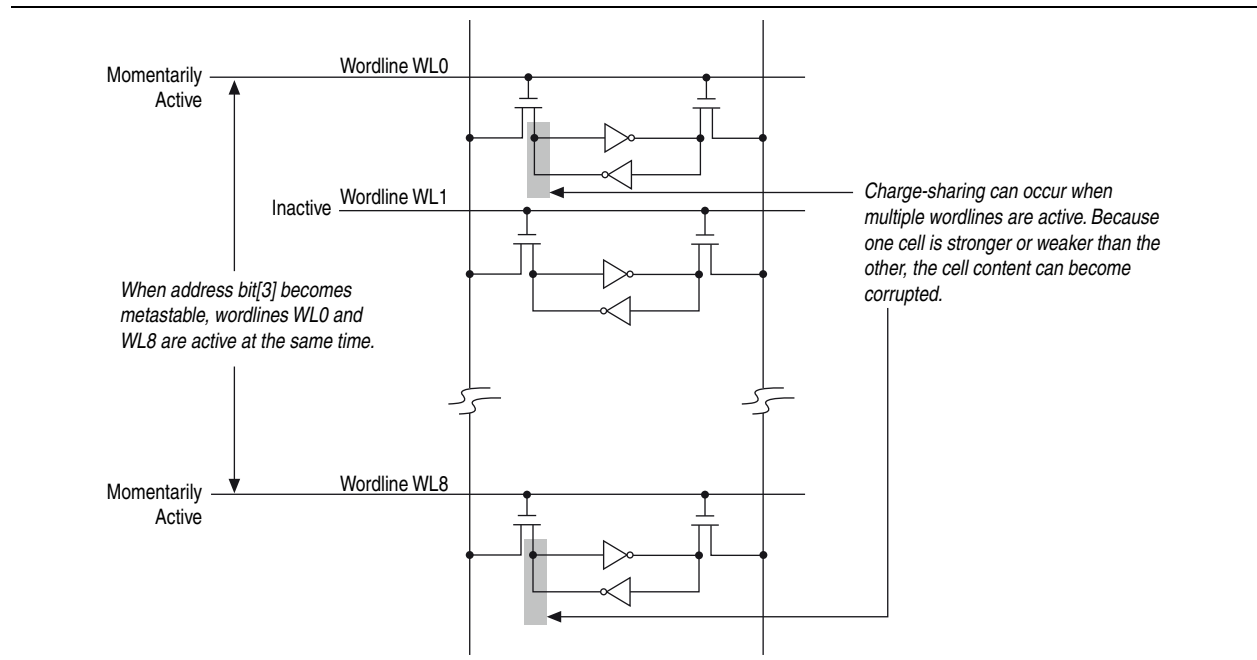 Momentarily
Active
Wordline WL0
Inactive
Wordline WL1
Charge-sharing can occur when
multiple wordlines are active. Because
one cell is stronger or weaker than the
other, the cell content can become
corrupted.
When address bit[3] becomes
metastable, wordlines WL0 and
WL8 are active at the same time.
Momentarily
Active
Wordline WL8